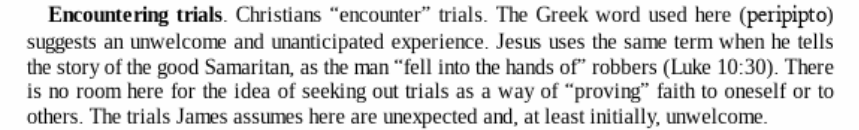 Encountering trials. Christians “encounter” trials. The Greek word used here (peripipto)
suggests an unwelcome and unanticipated experience. Jesus uses the same term when he tells
the story of the good Samaritan, as the man “fell into the hands of” robbers (Luke 10:30). There
is no room here for the idea of seeking out trials as a way of “proving” faith to oneself or to
others. The trials James assumes here are unexpected and, at least initially, unwelcome.